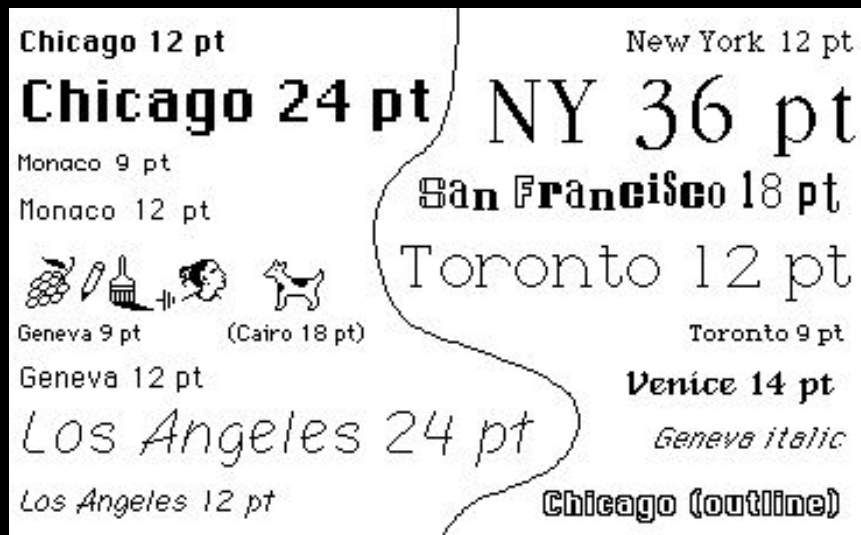 Chicago 12 pt
Chicago 24 pt
Monaco 9 pt
Monaco 12 pt
Geneva 9 pt (Cairo 18 pt)
Geneva 12 pt
Los Angeles 24 pt
Los Angeles 12 pt
New York 12 pt
NY 36 pt
San Francisco 18 pt
Toronto 12 pt
Toronto 9 pt
Venice 14 pt
Geneva italic
Chicago (outline)